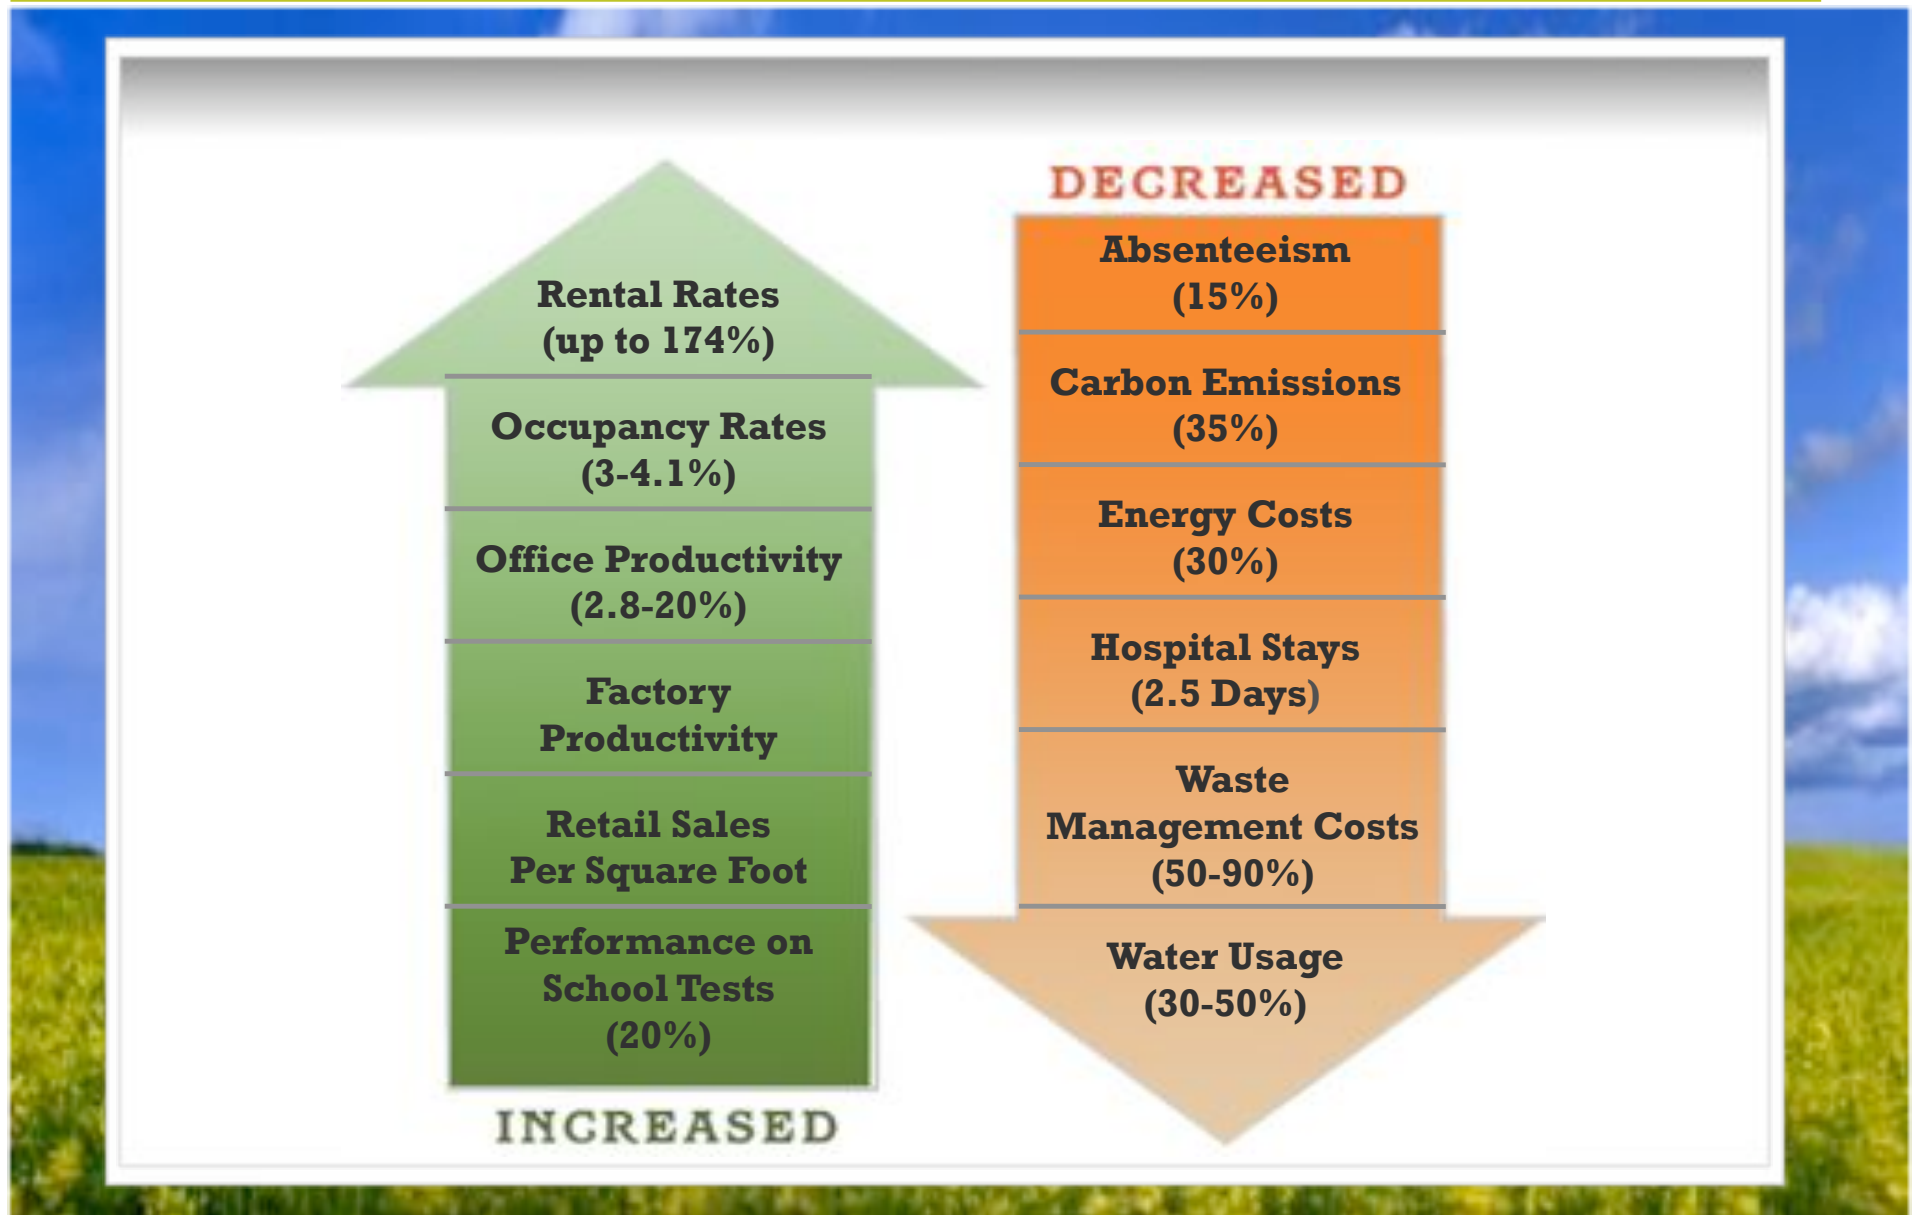 Rental Rates
(up to 174%)
Occupancy Rates
(3-4.1%)
Office Productivity
(2.8-20%)
Factory
Productivity
Retail Sales
Per Square Foot
Performance on
School Tests
(20%)
INCREASED
DECREASED
Absenteeism
(15%)
Carbon Emissions
(35%)
Energy Costs
(30%)
Hospital Stays
(2.5 Days)
Waste
Management Costs
(50-90%)
Water Usage
(30-50%)